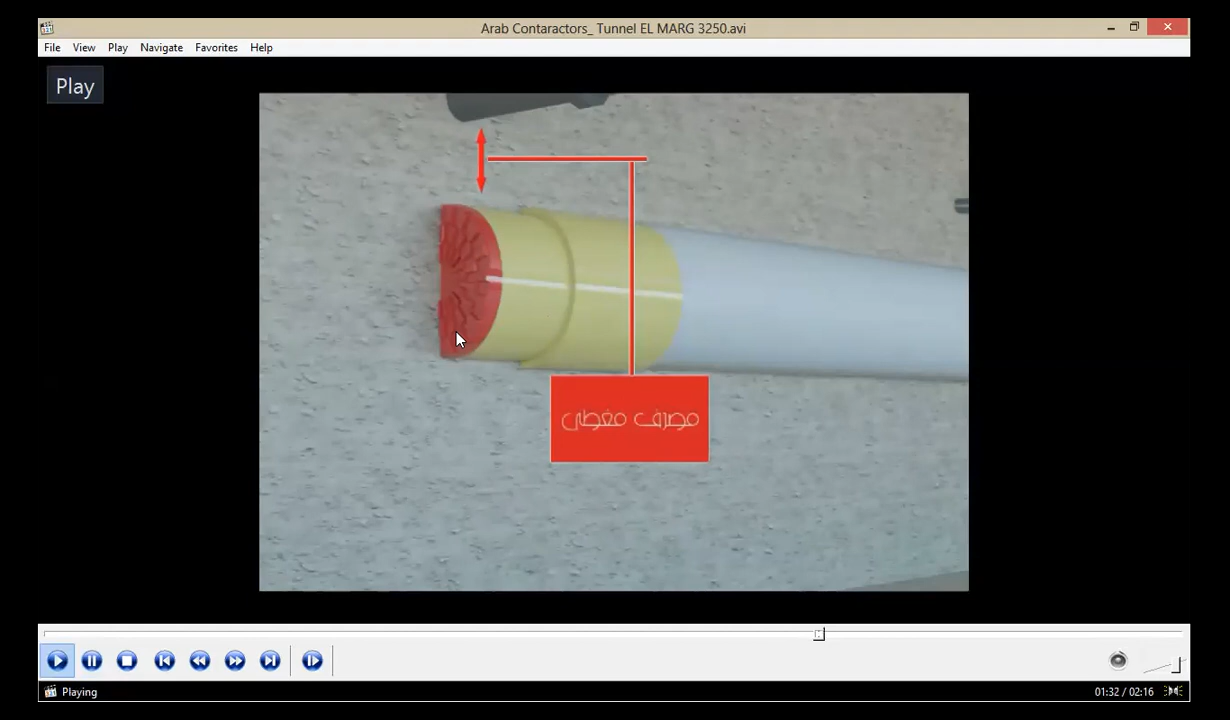 Arab Contaractors_ Tunnel EL MARG 3250.avi
File View Play Navigate Favorites Help
Play
مصرف مغطى
Playing
01:32 / 02:16